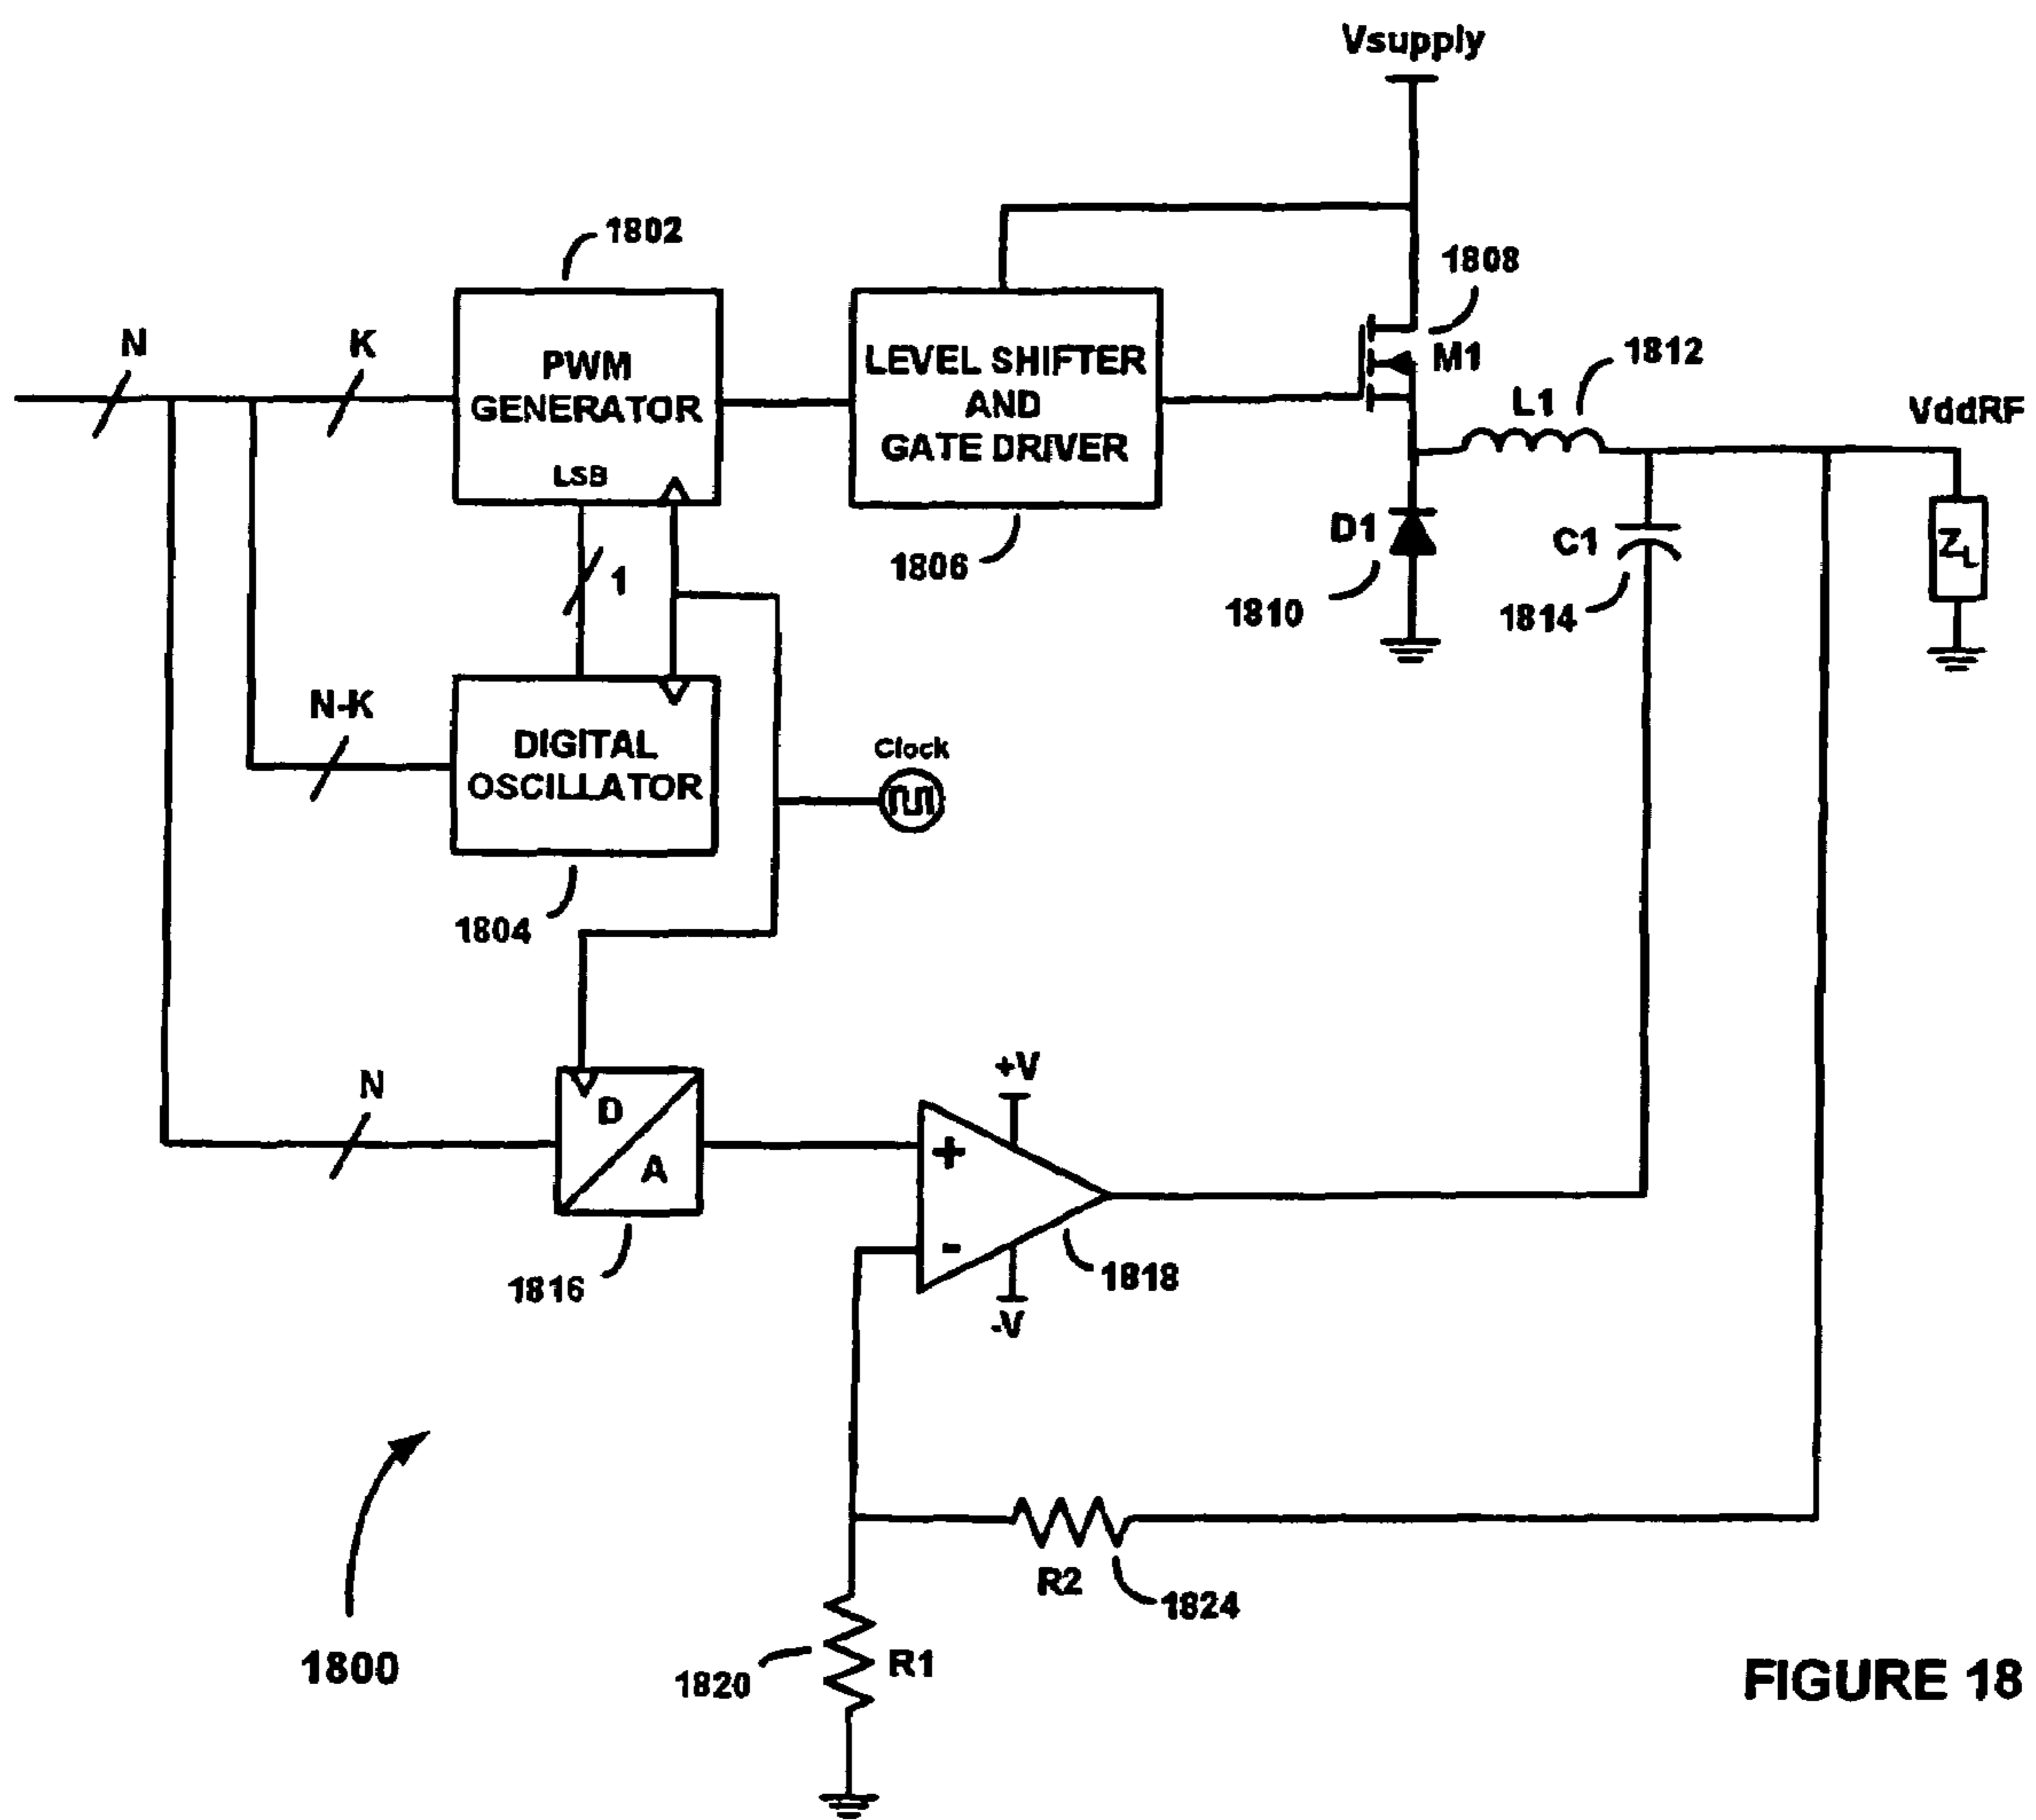 Vsupply
1802
1808
N
K
PWM
GENERATOR
LSB
LEVEL SHIFTER
AND
GATE DRIVER
M1
1812
L1
VddRF
1806
D1
1810
C1
1814
ZL
1
N-K
DIGITAL
OSCILLATOR
Clock
1804
N
D
A
+V
+
-
-V
1816
1818
R2
1824
1800
1820
R1
FIGURE 18